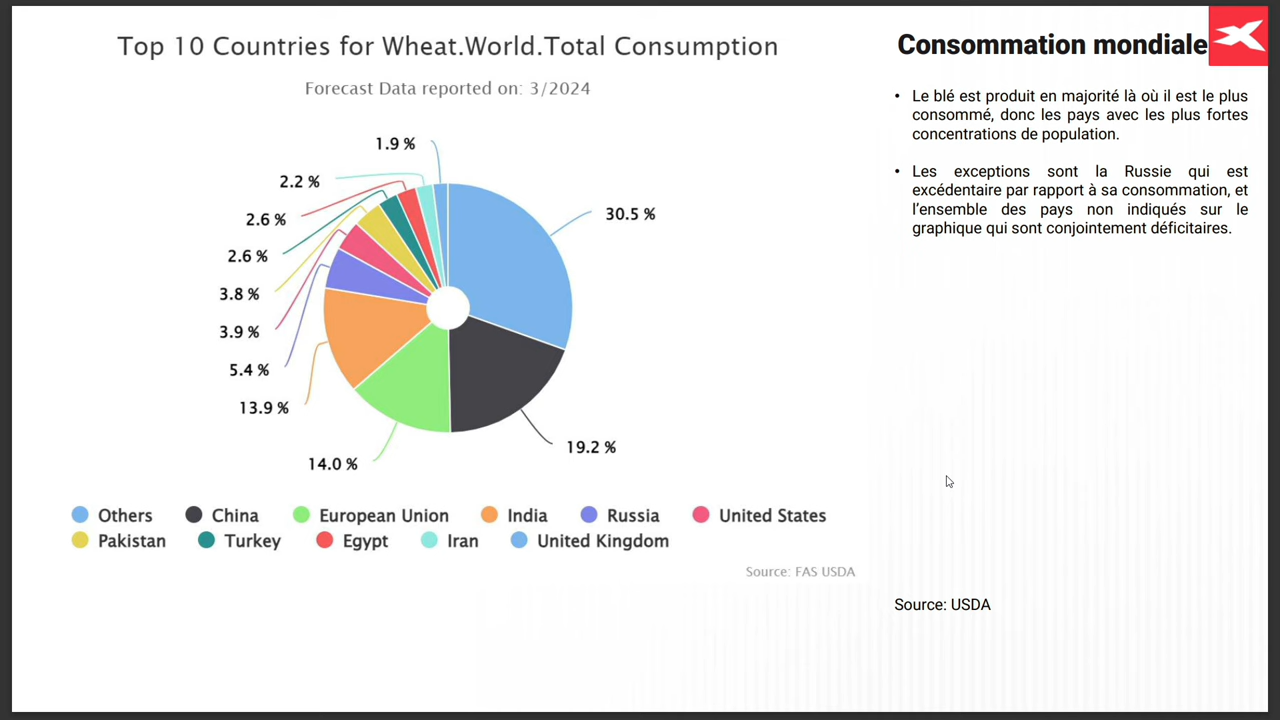 Top 10 Countries for Wheat.World.Total Consumption
Forecast Data reported on: 3/2024
1.9 %
2.2 %
2.6 %
2.6 %
3.8 %
3.9 %
5.4 %
13.9 %
14.0 %
30.5 %
19.2 %
Others China European Union India Russia United States
Pakistan Turkey Egypt Iran United Kingdom
Source: FAS USDA
Consommation mondiale
• Le blé est produit en majorité là où il est le plus
consommé, donc les pays avec les plus fortes
concentrations de population.
• Les exceptions sont la Russie qui est
excédentaire par rapport à sa consommation, et
l’ensemble des pays non indiqués sur le
graphique qui sont conjointement déficitaires.
Source: USDA